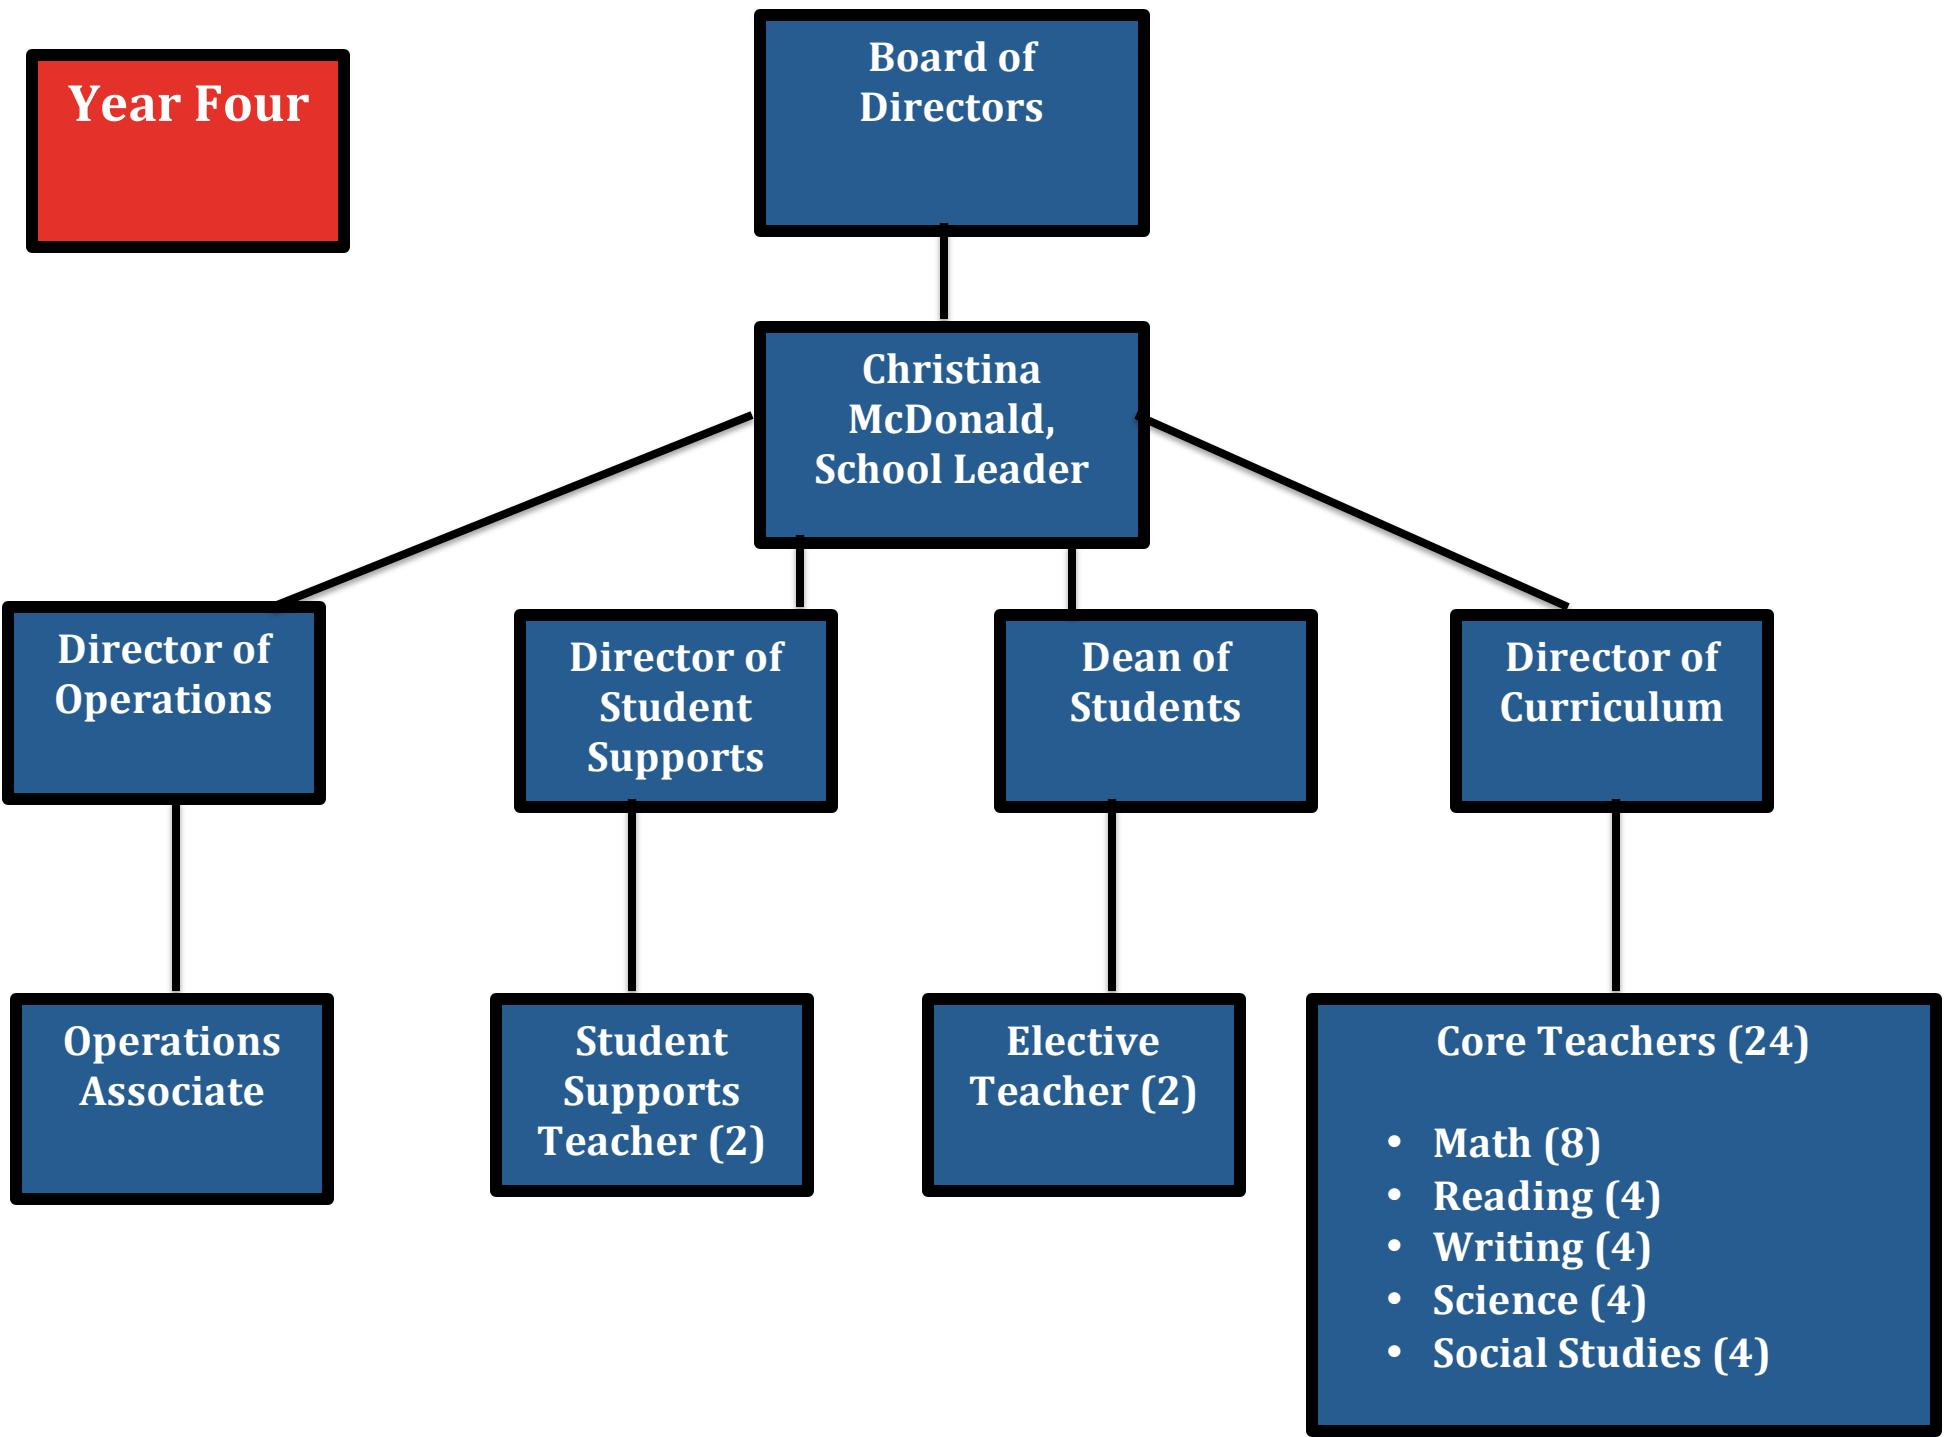 Year Four
Board of
Directors
Christina
McDonald,
School Leader
Director of
Operations
Director of
Student
Supports
Dean of
Students
Director of
Curriculum
Operations
Associate
Student
Supports
Teacher (2)
Elective
Teacher (2)
Core Teachers (24)
• Math (8)
• Reading (4)
• Writing (4)
• Science (4)
• Social Studies (4)